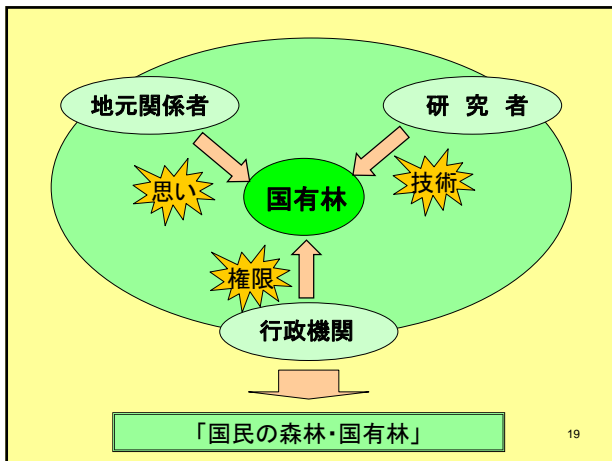 地元関係者
研究者
思い
技術
国有林
権限
行政機関
「国民の森林・国有林」
19